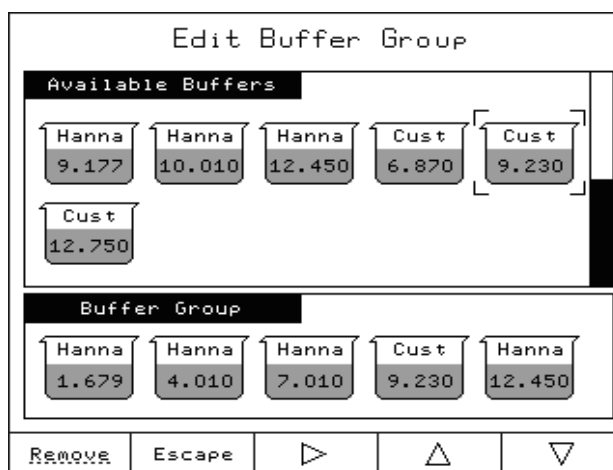 Edit Buffer Group
Available Buffers
Hanna Hanna Hanna Cust Cust
9.177 10.010 12.450 6.870 9.230
Cust
12.750
Buffer Group
Hanna Hanna Hanna Cust Hanna
1.679 4.010 7.010 9.230 12.450
Remove Escape